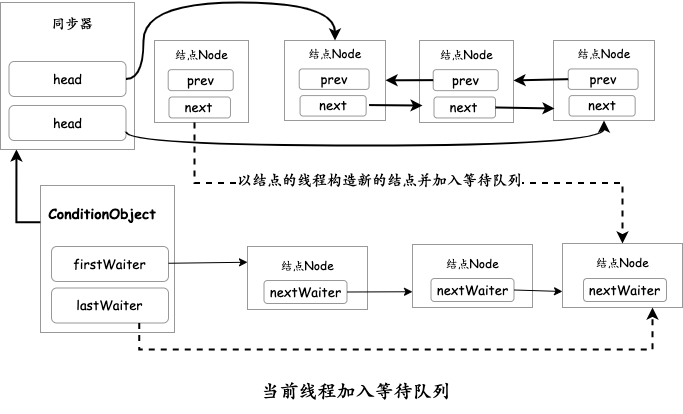 同步器
head
head
结点Node
prev
next
结点Node
prev
next
结点Node
prev
next
结点Node
prev
next
以结点的线程构造新的结点并加入等待队列
ConditionObject
firstWaiter
lastWaiter
结点Node
nextWaiter
结点Node
nextWaiter
结点Node
nextWaiter
当前线程加入等待队列